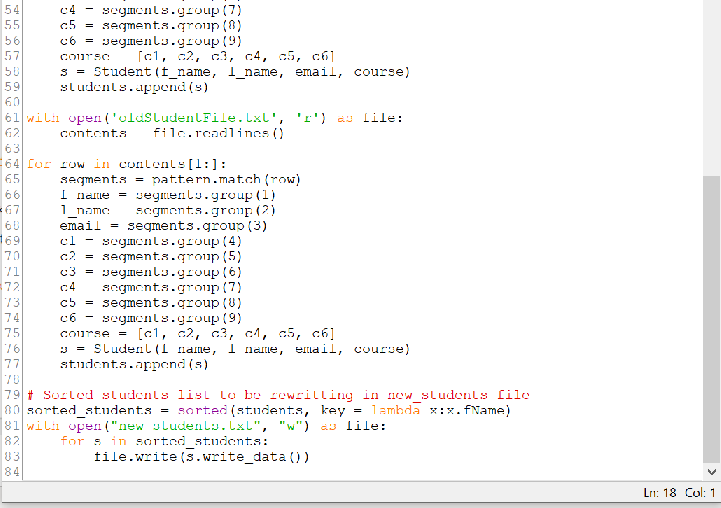 54 c4 = segments.group(7)
55 c5 = segments.group(8)
56 c6 = segments.group(9)
57 course = [c1, c2, c3, c4, c5, c6]
58 s = Student(f_name, l_name, email, course)
59 students.append(s)
60
61 with open('oldStudentFile.txt', 'r') as file:
62 contents = file.readlines()
63
64 for row in contents[1:]:
65 segments = pattern.match(row)
66 f_name = segments.group(1)
67 l_name = segments.group(2)
68 email = segments.group(3)
69 c1 = segments.group(4)
70 c2 = segments.group(5)
71 c3 = segments.group(6)
72 c4 = segments.group(7)
73 c5 = segments.group(8)
74 c6 = segments.group(9)
75 course = [c1, c2, c3, c4, c5, c6]
76 s = Student(f_name, l_name, email, course)
77 students.append(s)
78
79 # Sorted students list to be rewritting in new_students file
80 sorted_students = sorted(students, key = lambda x:x.fName)
81 with open("new_students.txt", "w") as file:
82 for s in sorted_students:
83 file.write(s.write_data())
84
Ln: 18 Col: 1